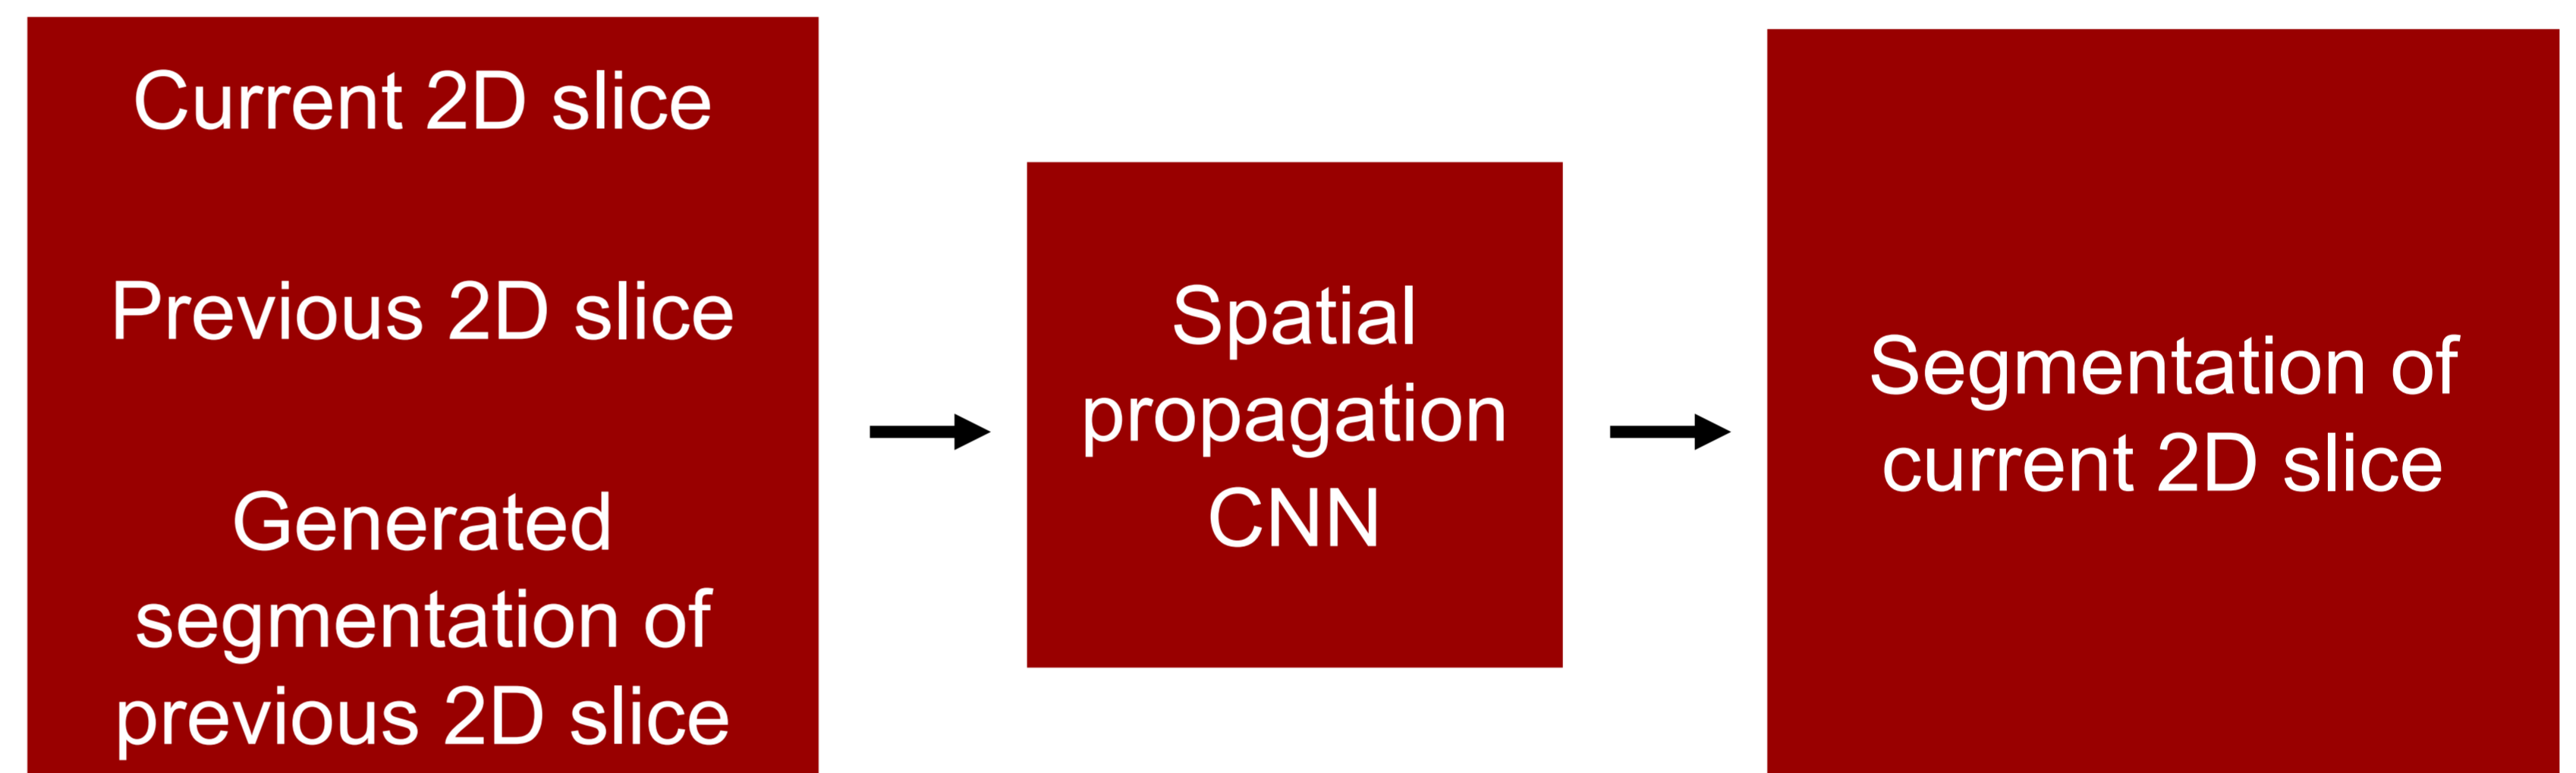 Current 2D slice
Previous 2D slice
Generated
segmentation of
previous 2D slice
Spatial
propagation
CNN
Segmentation of
current 2D slice